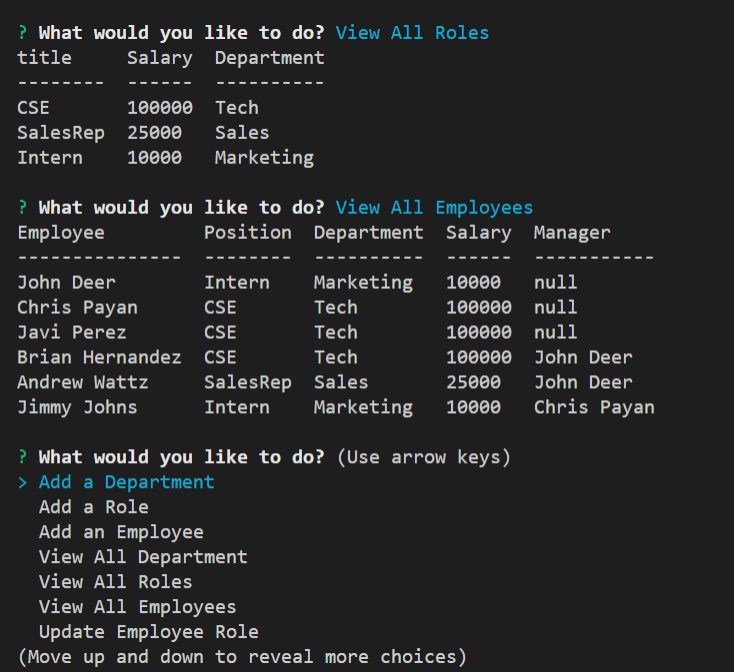 ? What would you like to do? View All Roles
title     Salary  Department
--------  ------  ----------
CSE       100000  Tech
SalesRep  25000   Sales
Intern    10000   Marketing
? What would you like to do? View All Employees
Employee         Position  Department  Salary  Manager
---------------  --------  ----------  ------  -----------
John Deer        Intern    Marketing   10000   null
Chris Payan      CSE       Tech        100000  null
Javi Perez       CSE       Tech        100000  null
Brian Hernandez  CSE       Tech        100000  John Deer
Andrew Wattz     SalesRep  Sales       25000   John Deer
Jimmy Johns      Intern    Marketing   10000   Chris Payan
? What would you like to do? (Use arrow keys)
> Add a Department
  Add a Role
  Add an Employee
  View All Department
  View All Roles
  View All Employees
  Update Employee Role
(Move up and down to reveal more choices)